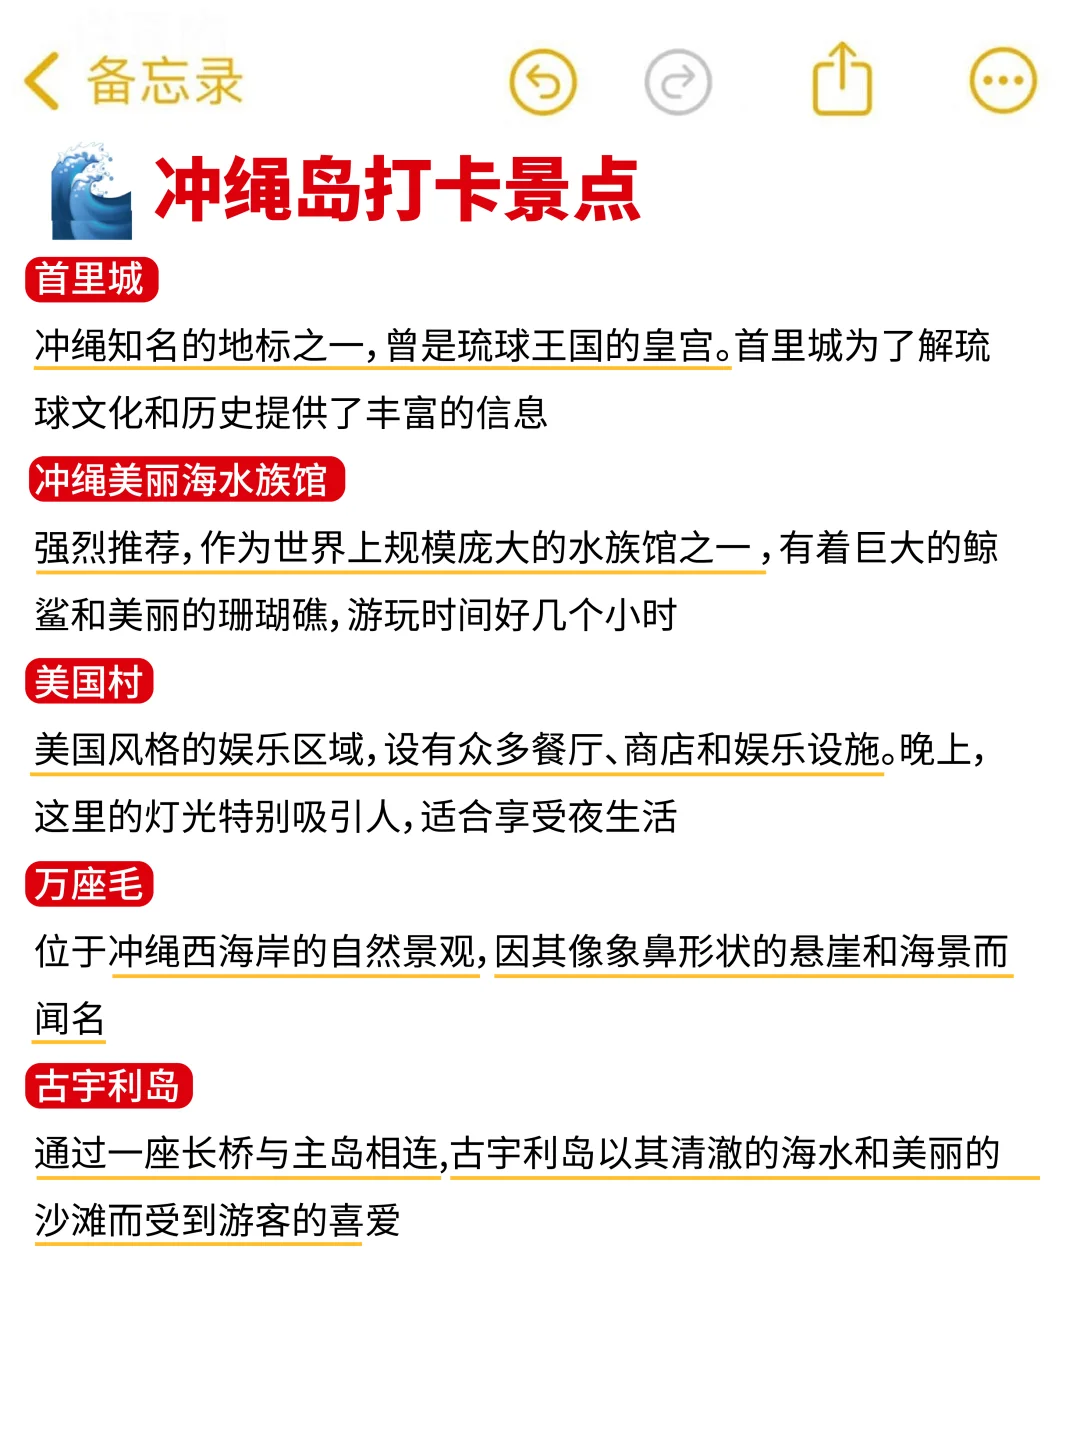 备忘录
冲绳岛打卡景点
首里城
冲绳知名的地标之一，曾是琉球王国的皇宫。首里城为了解琉
球文化和历史提供了丰富的信息
冲绳美丽海水族馆
强烈推荐，作为世界上规模庞大的水族馆之一，有着巨大的鲸
鲨和美丽的珊瑚礁，游玩时间好几个小时
美国村
美国风格的娱乐区域，设有众多餐厅、商店和娱乐设施。晚上，
这里的灯光特别吸引人，适合享受夜生活
万座毛
位于冲绳西海岸的自然景观，因其像象鼻形状的悬崖和海景而
闻名
古宇利岛
通过一座长桥与主岛相连,古宇利岛以其清澈的海水和美丽的
沙滩而受到游客的喜爱